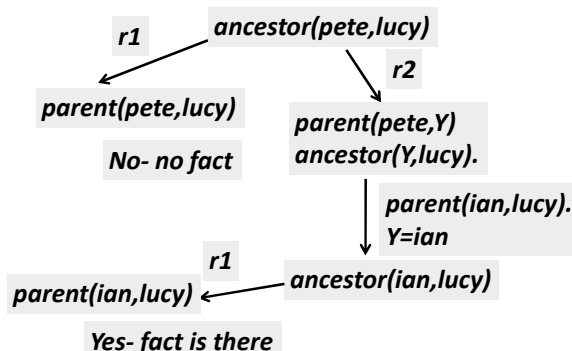 ancestor(pete,lucy)
r1
r2
parent(pete,lucy)
No- no fact
parent(pete,Y)
ancestor(Y,lucy).
parent(ian,lucy).
Y=ian
ancestor(ian,lucy)
r1
parent(ian,lucy)
Yes- fact is there